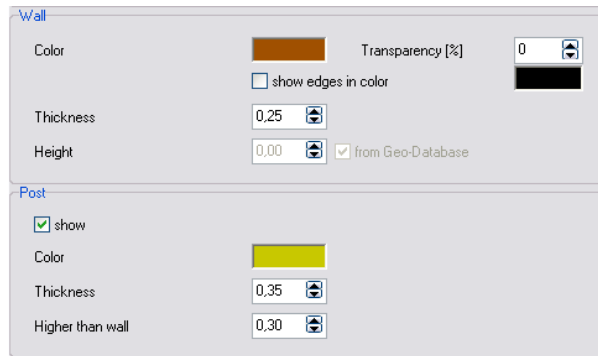 Wall
Color Transparency [%] 0
show edges in color
Thickness 0,25
Height 0,00 from Geo-Database
Post
show
Color
Thickness 0,35
Higher than wall 0,30